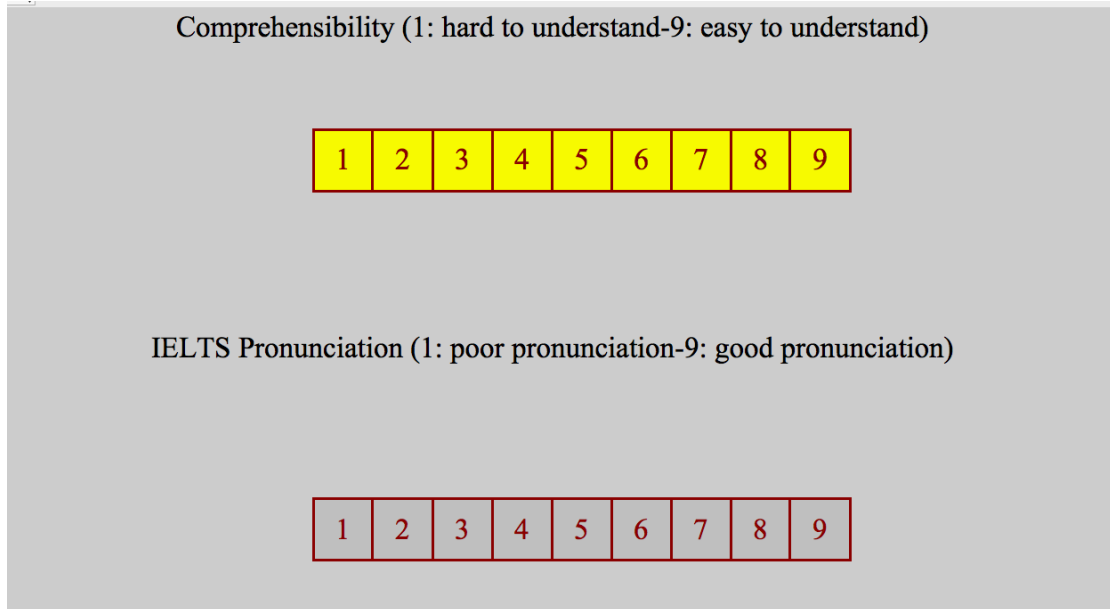 Comprehensibility (1: hard to understand-9: easy to understand)
1 2 3 4 5 6 7 8 9
IELTS Pronunciation (1: poor pronunciation-9: good pronunciation)
1 2 3 4 5 6 7 8 9